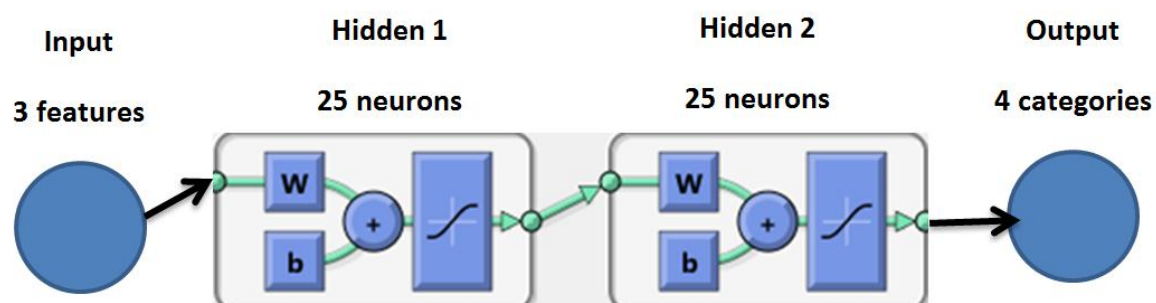 Input
3 features
Hidden 1
25 neurons
Hidden 2
25 neurons
Output
4 categories
W
+
b
W
+
b